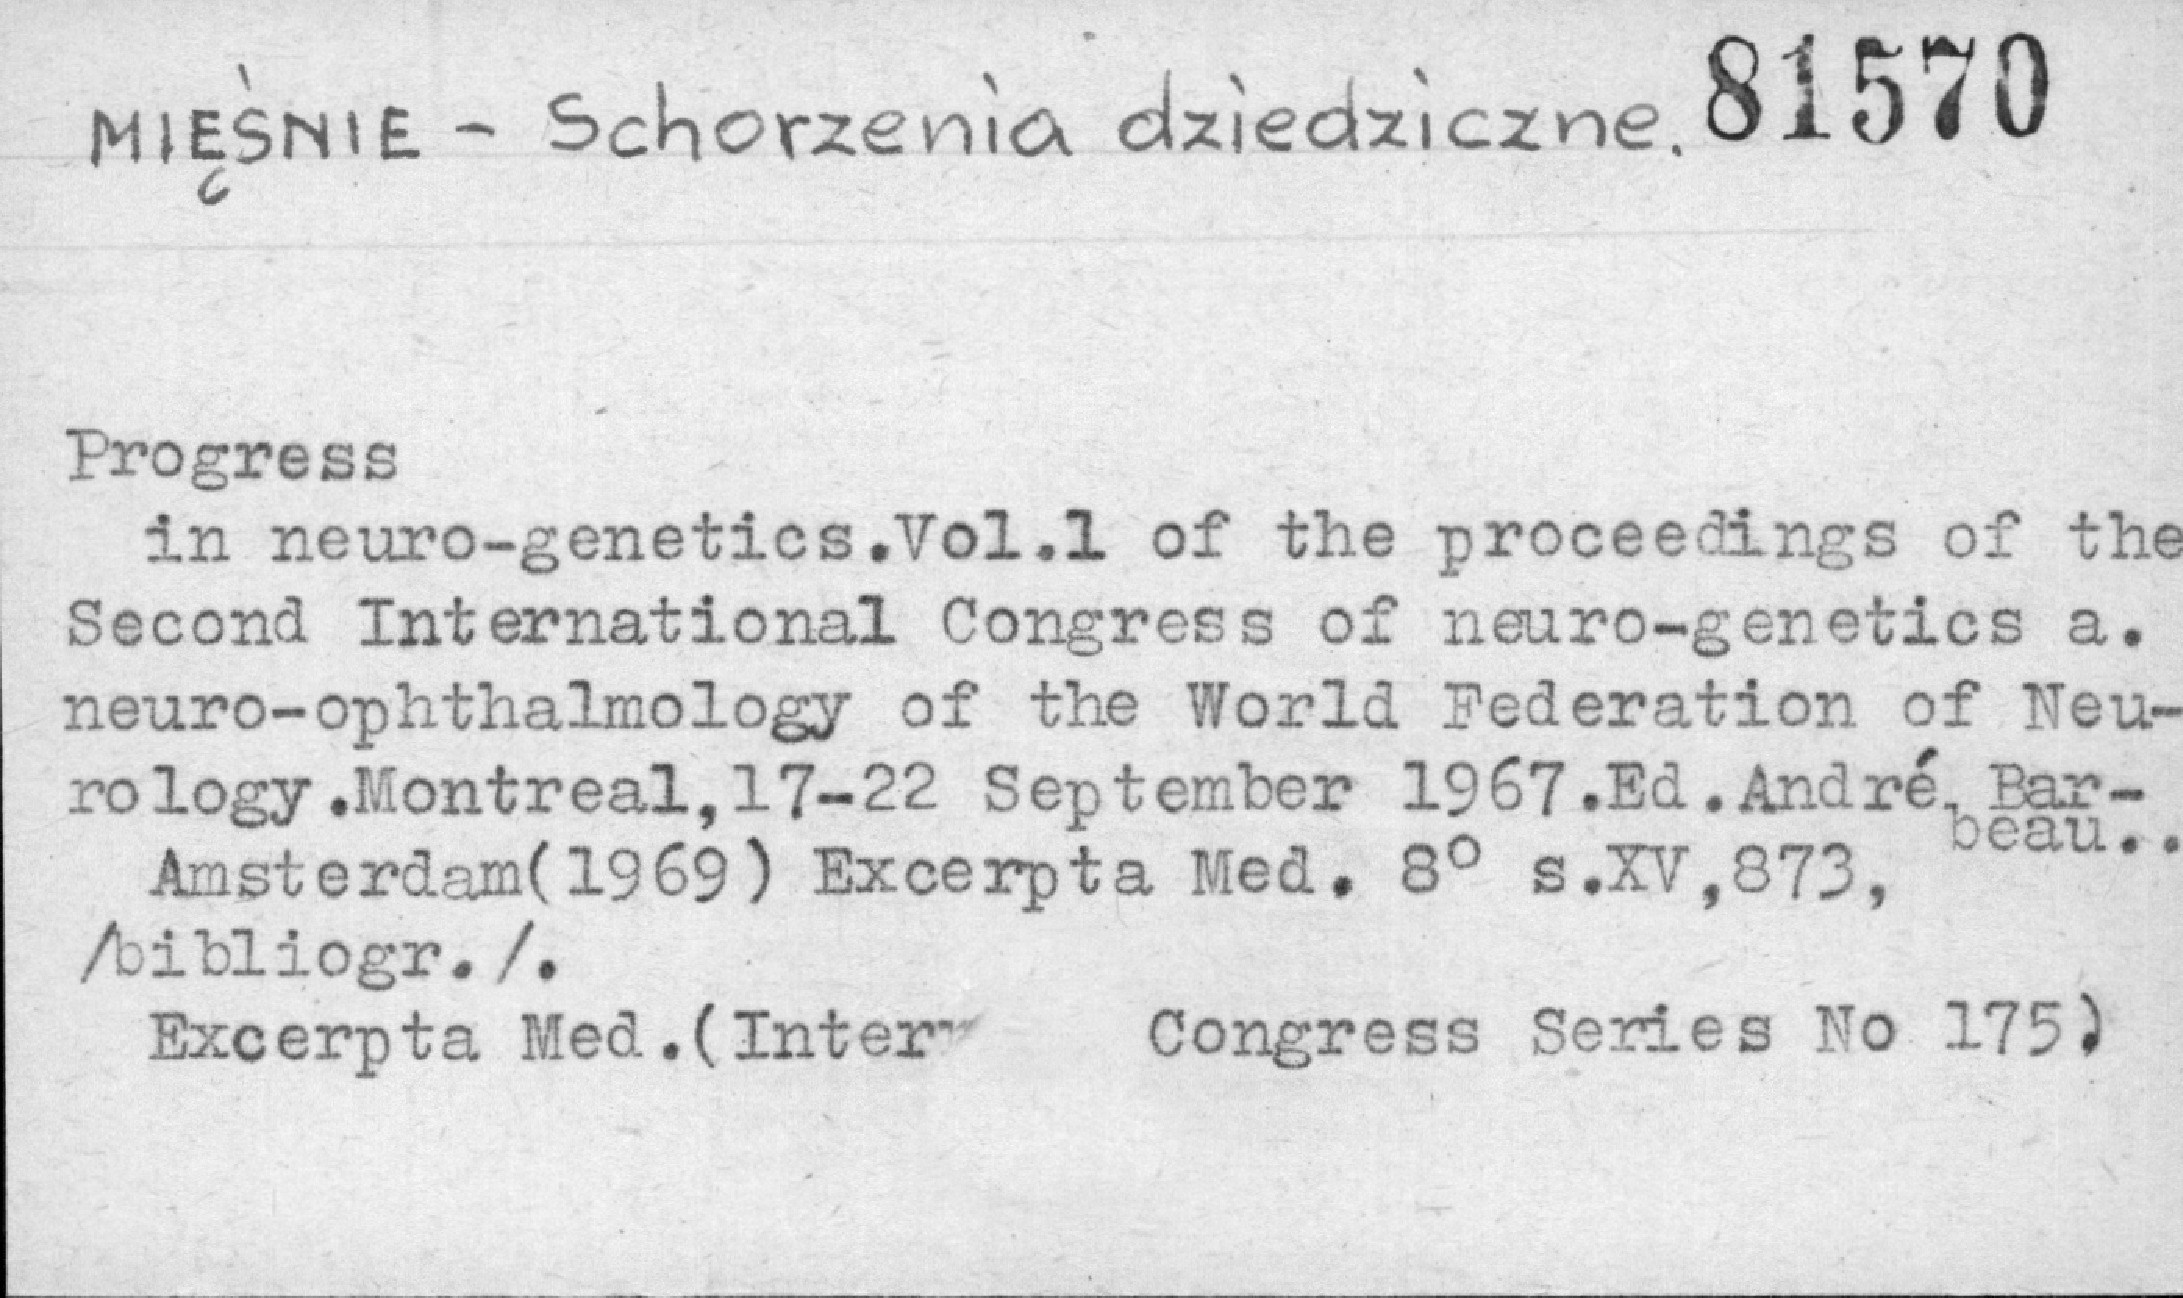 MIĘŚNIE - Schorzenia dziedziczne. 81570
Progress
in neuro-genetics.Vol.1 of the proceedings of the
Second International Congress of neuro-genetics a.
neuro-ophthalmology of the World Federation of Neu-
rology.Montreal,17-22 September 1967.Ed.André Bar-
beau..
Amsterdam(1969) Excerpta Med. 8° s.XV,873,
/bibliogr./.
Excerpta Med.(Inter Congress Series No 175)